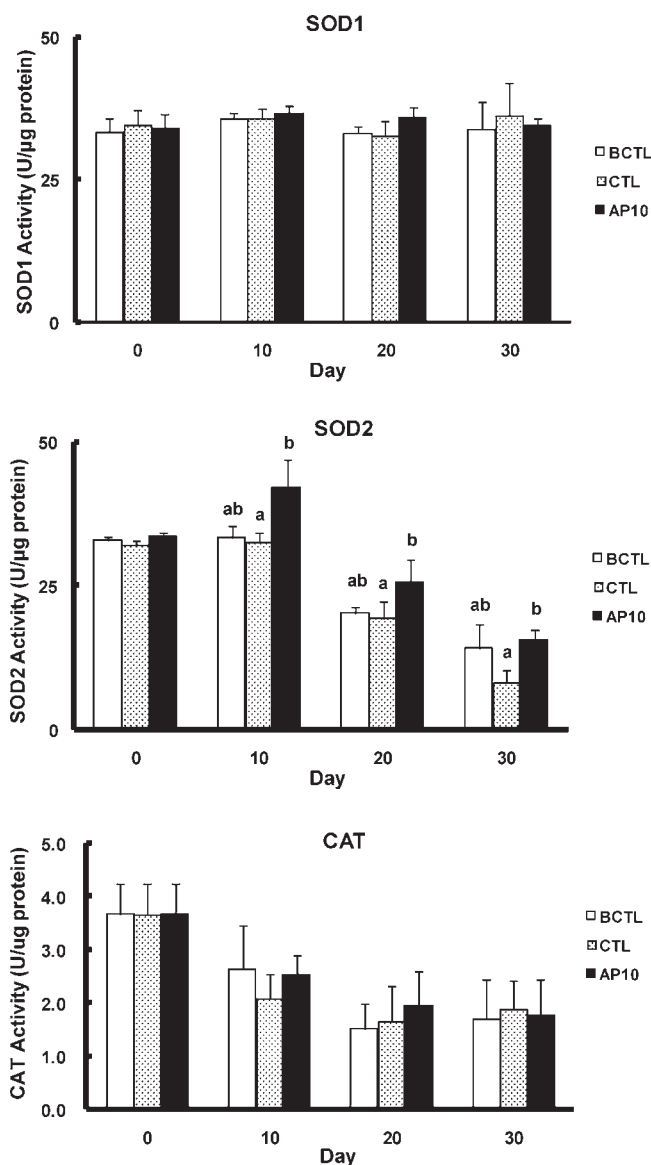 SOD1
SOD1 Activity (U/µg protein)
50
25
0
0 10 20 30
Day
BCTL
CTL
AP10
SOD2
SOD2 Activity (U/µg protein)
50
25
0
ab a b
ab a b
ab a b
0 10 20 30
Day
BCTL
CTL
AP10
CAT
CAT Activity (U/ug protein)
5.0
4.0
3.0
2.0
1.0
0.0
0 10 20 30
Day
BCTL
CTL
AP10